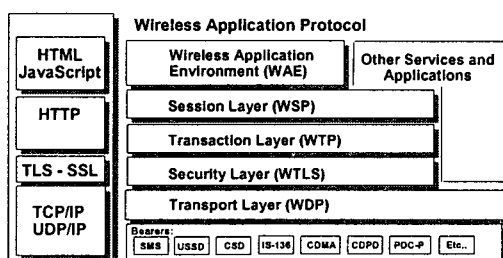 Wireless Application Protocol
HTML
JavaScript
HTTP
TLS - SSL
TCP/IP
UDP/IP
Wireless Application
Environment (WAE)
Other Services and
Applications
Session Layer (WSP)
Transaction Layer (WTP)
Security Layer (WTLS)
Transport Layer (WDP)
Bearers:
SMS USSD CSD IS-136 CDMA CDPD PDC-P Etc..